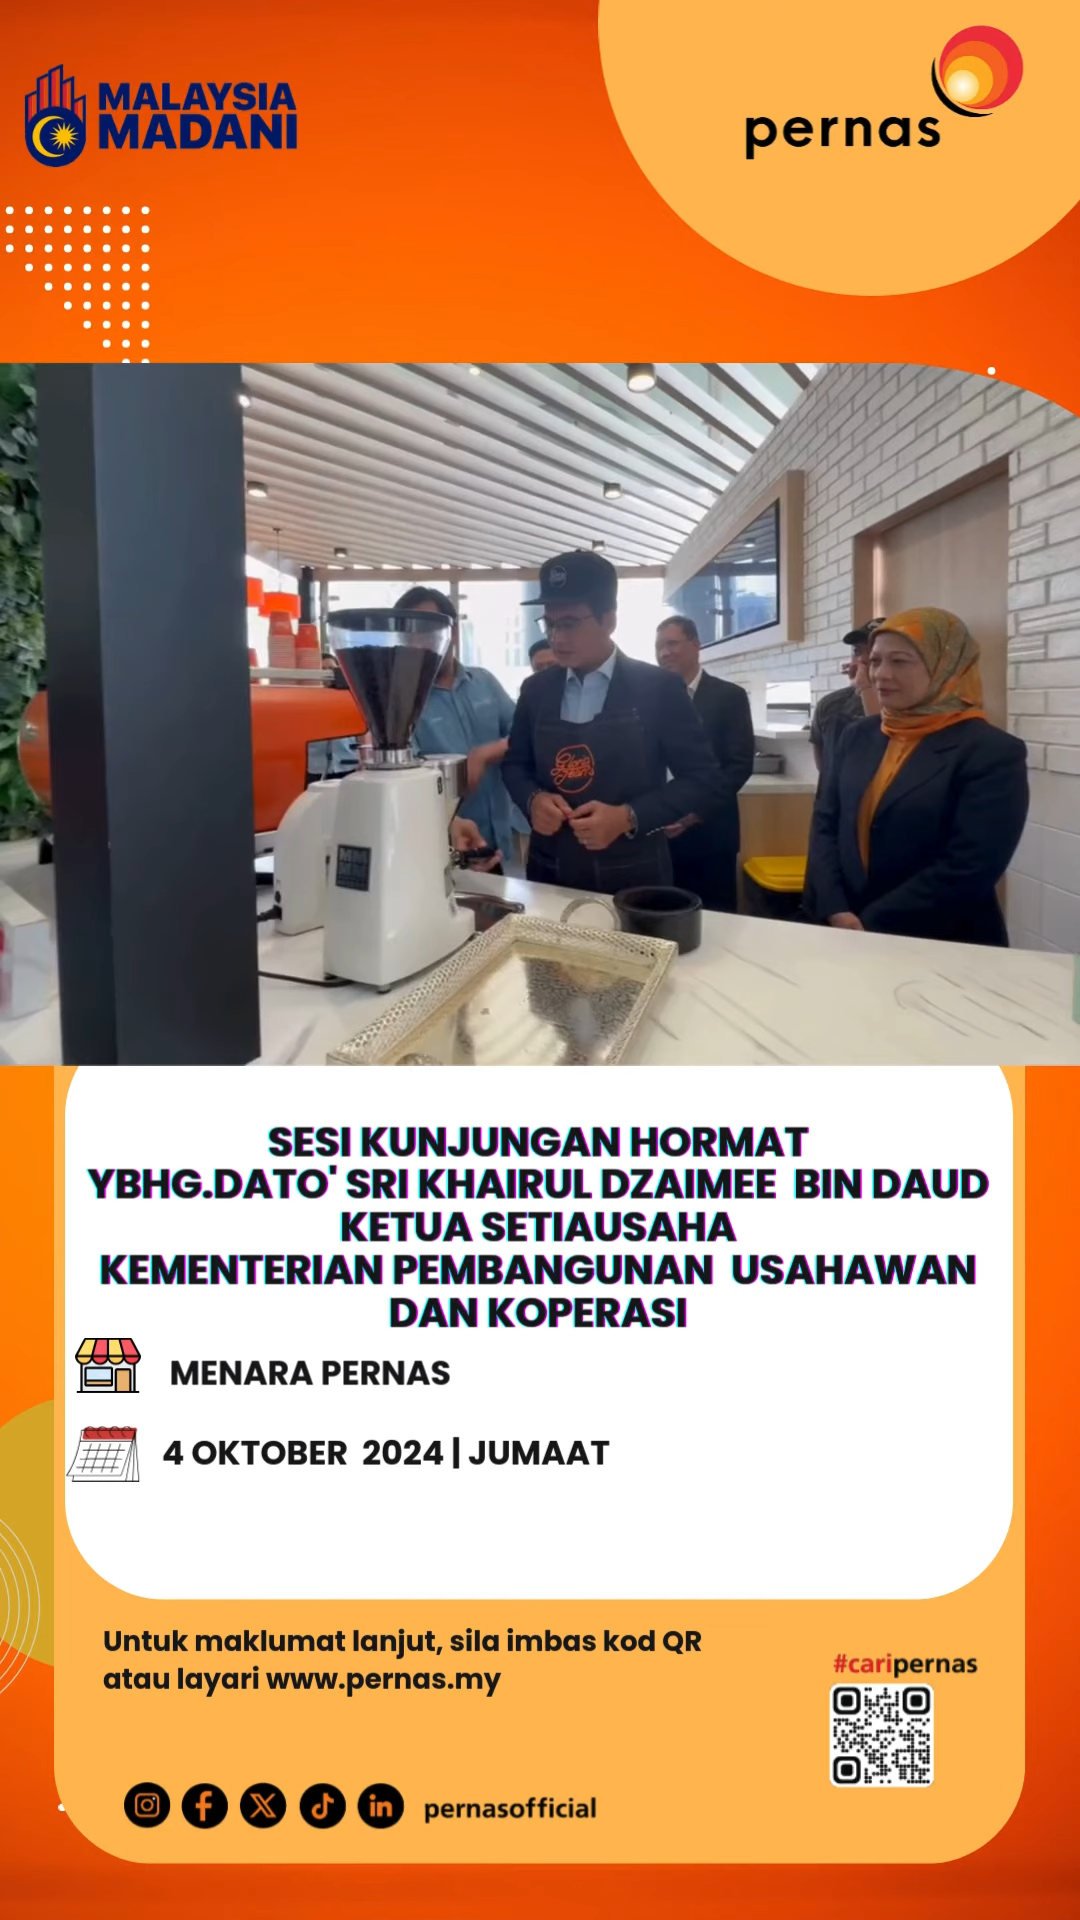 MALAYSIA
MADANI
pernas
Gloria
Jean's
SESI KUNJUNGAN HORMAT
YBHG.DATO' SRI KHAIRUL DZAIMEE BIN DAUD
KETUA SETIAUSAHA
KEMENTERIAN PEMBANGUNAN USAHAWAN
DAN KOPERASI
MENARA PERNAS
4 OKTOBER 2024 | JUMAAT
Untuk maklumat lanjut, sila imbas kod QR
atau layari www.pernas.my
#caripernas
pernasofficial